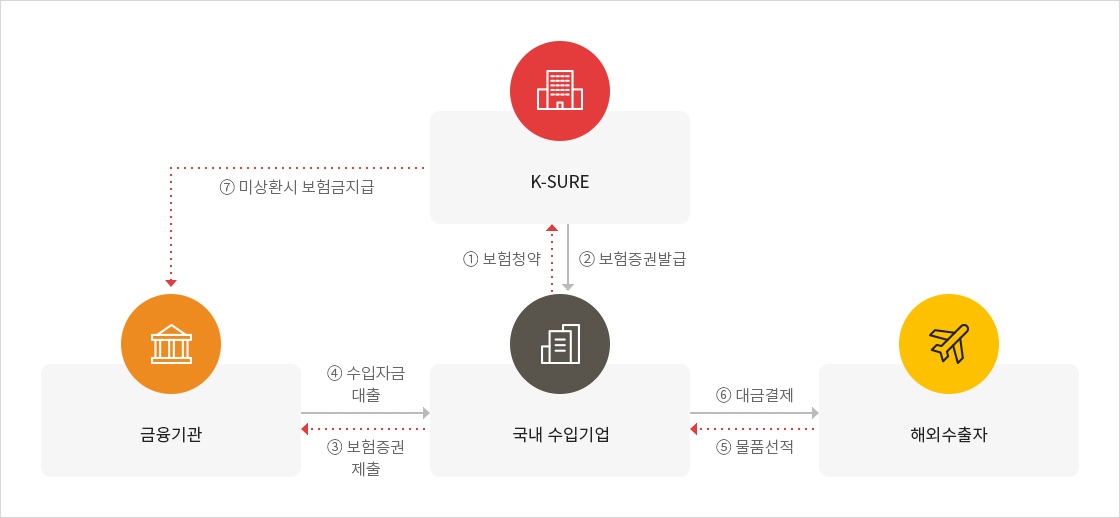 K-SURE
⑦ 미상환시 보험금지급
① 보험청약
② 보험증권발급
④ 수입자금
대출
⑥ 대금결제
금융기관
국내 수입기업
해외수출자
③ 보험증권
제출
⑤ 물품선적